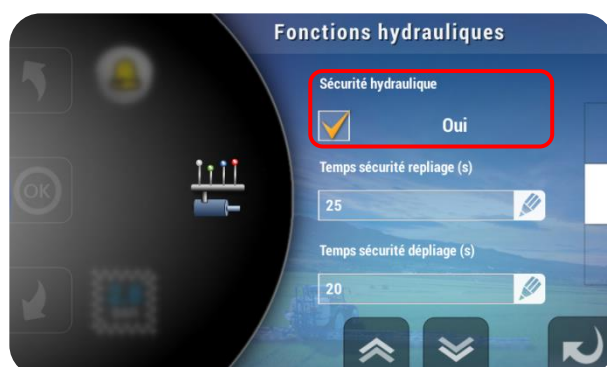 Fonctions hydrauliques
Sécurité hydraulique
Oui
Temps sécurité repliage (s)
25
Temps sécurité dépliage (s)
20
OK